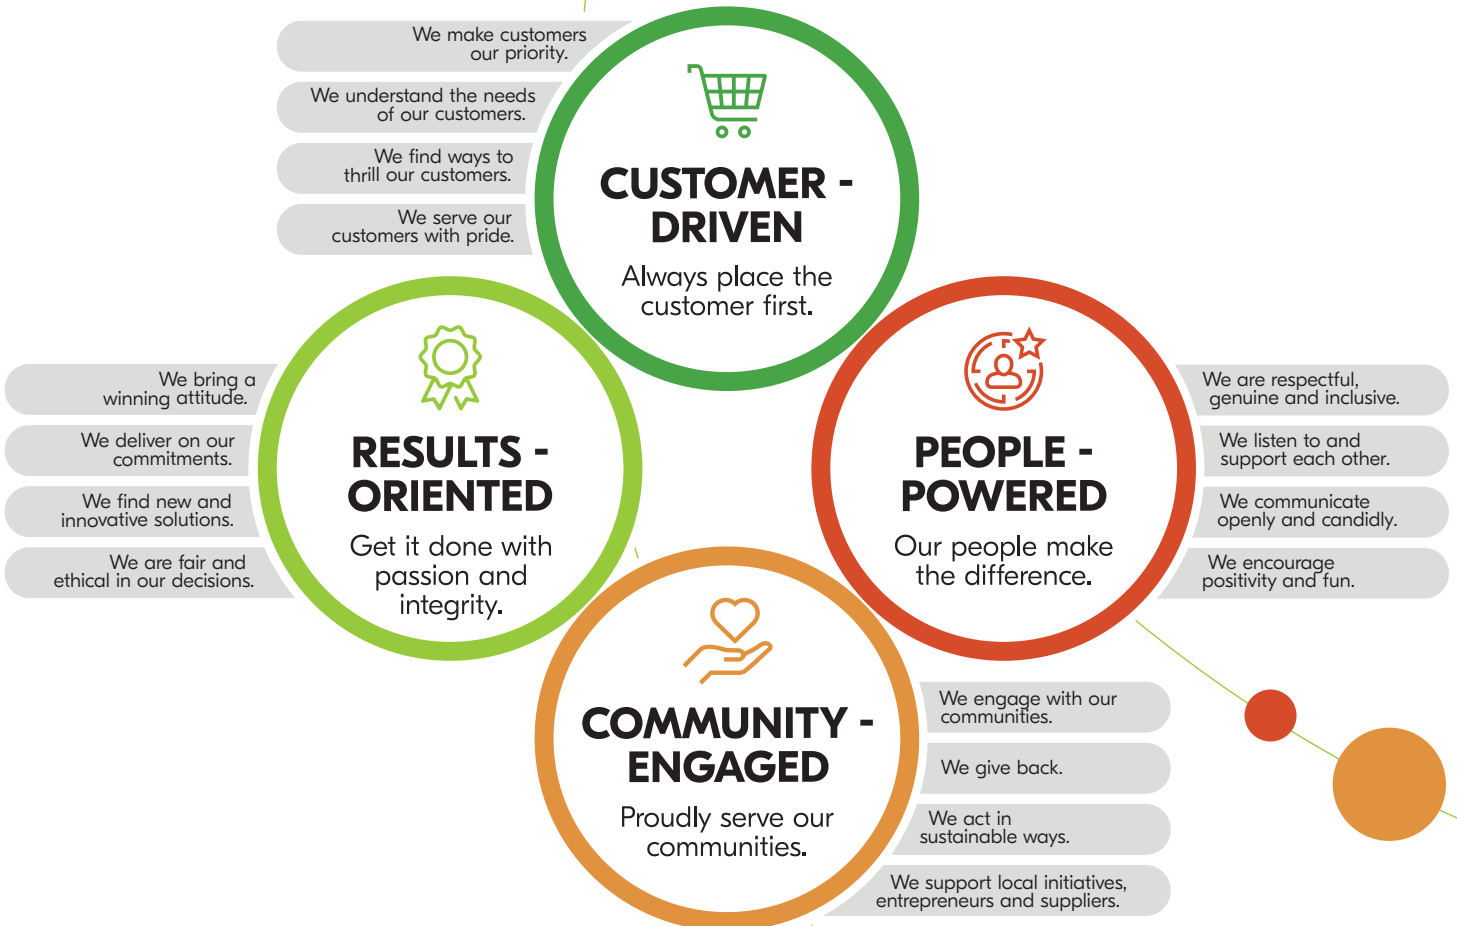 We make customers
our priority.
We understand the needs
of our customers.
We find ways to
thrill our customers.
We serve our
customers with pride.
CUSTOMER -
DRIVEN
Always place the
customer first.
We bring a
winning attitude.
We deliver on our
commitments.
We find new and
innovative solutions.
We are fair and
ethical in our decisions.
RESULTS -
ORIENTED
Get it done with
passion and
integrity.
PEOPLE -
POWERED
Our people make
the difference.
We are respectful,
genuine and inclusive.
We listen to and
support each other.
We communicate
openly and candidly.
We encourage
positivity and fun.
COMMUNITY -
ENGAGED
Proudly serve our
communities.
We engage with our
communities.
We give back.
We act in
sustainable ways.
We support local initiatives,
entrepreneurs and suppliers.